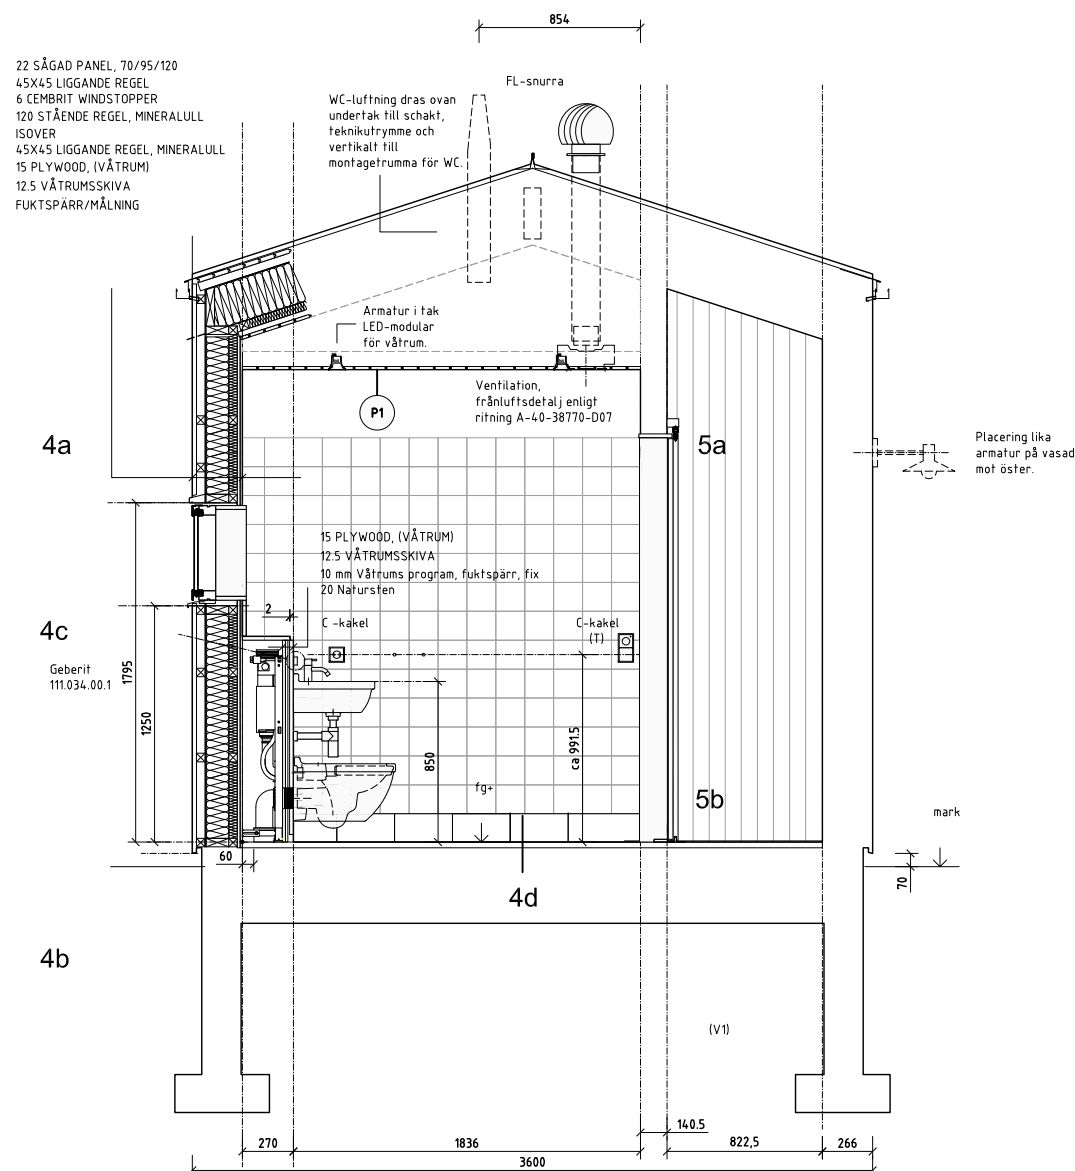 854
22 SÅGAD PANEL, 70/95/120
45X45 LIGGANDE REGEL
6 CEMBRIT WINDSTOPPER
120 STÅENDE REGEL, MINERALULL
ISOVER
45X45 LIGGANDE REGEL, MINERALULL
15 PLYWOOD, (VÅTRUM)
12.5 VÅTRUMSSKIVA
FUKTSPÄRR/MÅLNING
FL-snurra
WC-luftning dras ovan
undertak till schakt,
teknikutrymme och
vertikalt till
montagetrumma för WC.
Armatur i tak
LED-modular
för våtrum.
Ventilation,
frånluftsdetalj enligt
ritning A-40-38770-D07
P1
4a
5a
Placering lika
armatur på vasad
mot öster.
15 PLYWOOD, (VÅTRUM)
12.5 VÅTRUMSSKIVA
10 mm Våtrums program, fuktspärr, fix
20 Natursten
2
C -kakel
C-kakel
(T)
4c
Geberit
111.034.00.1
1795
1250
850
ca 991.5
fg+
5b
mark
60
70
4d
4b
(V1)
140.5
270
1836
822,5
266
3600